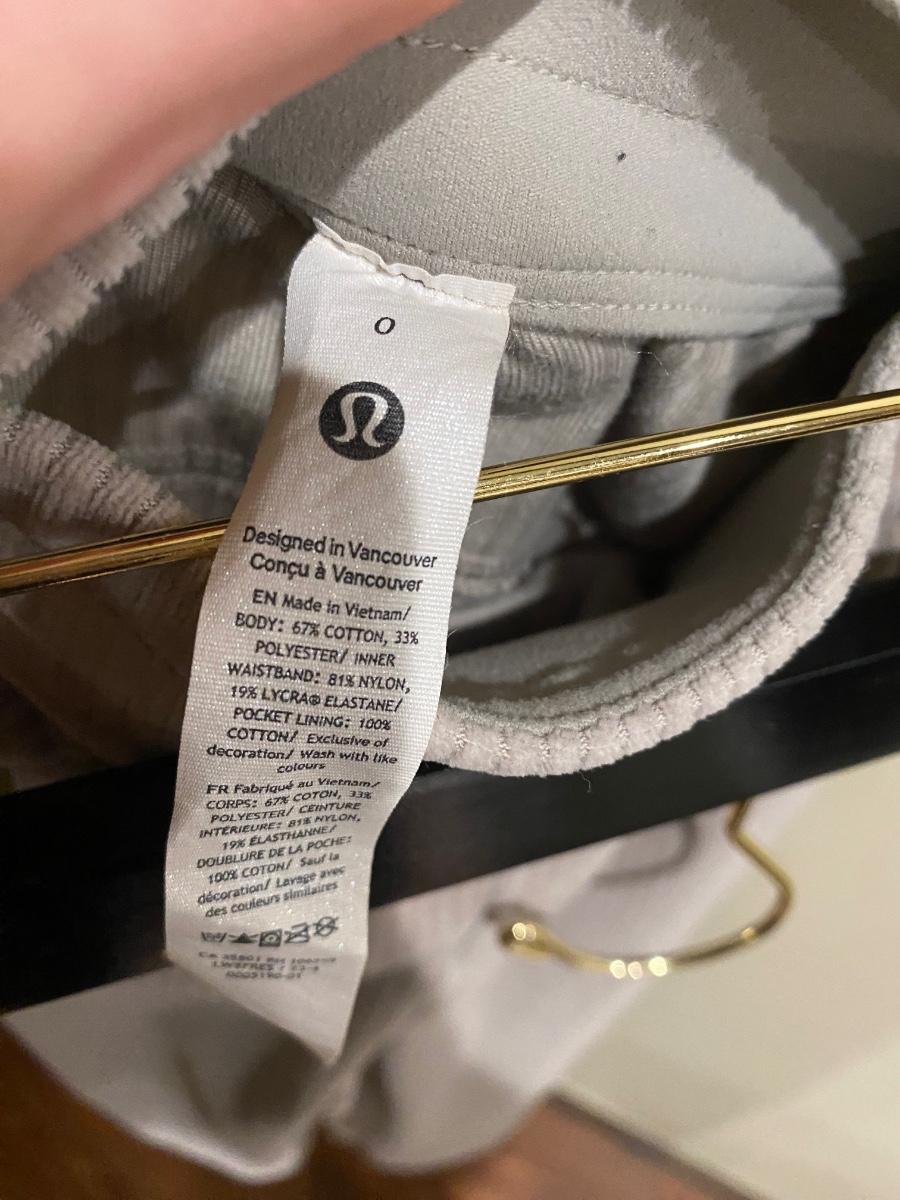 0
Designed in Vancouver
Conçu à Vancouver
EN Made in Vietnam/
BODY: 67% COTTON, 33%
POLYESTER/ INNER
WAISTBAND: 81% NYLON,
19% LYCRA® ELASTANE/
POCKET LINING: 100%
COTTON/ Exclusive of
decoration/ Wash with like
colours
FR Fabriqué au Vietnam/
CORPS: 67% COTON, 33%
POLYESTER/ CEINTURE
INTÉRIEURE: 81% NYLON,
19% ÉLASTHANNE/
DOUBLURE DE LA POCHE:
100% COTON/ Sauf la
décoration/ Lavage avec
des couleurs similaires
CA 35801 RN